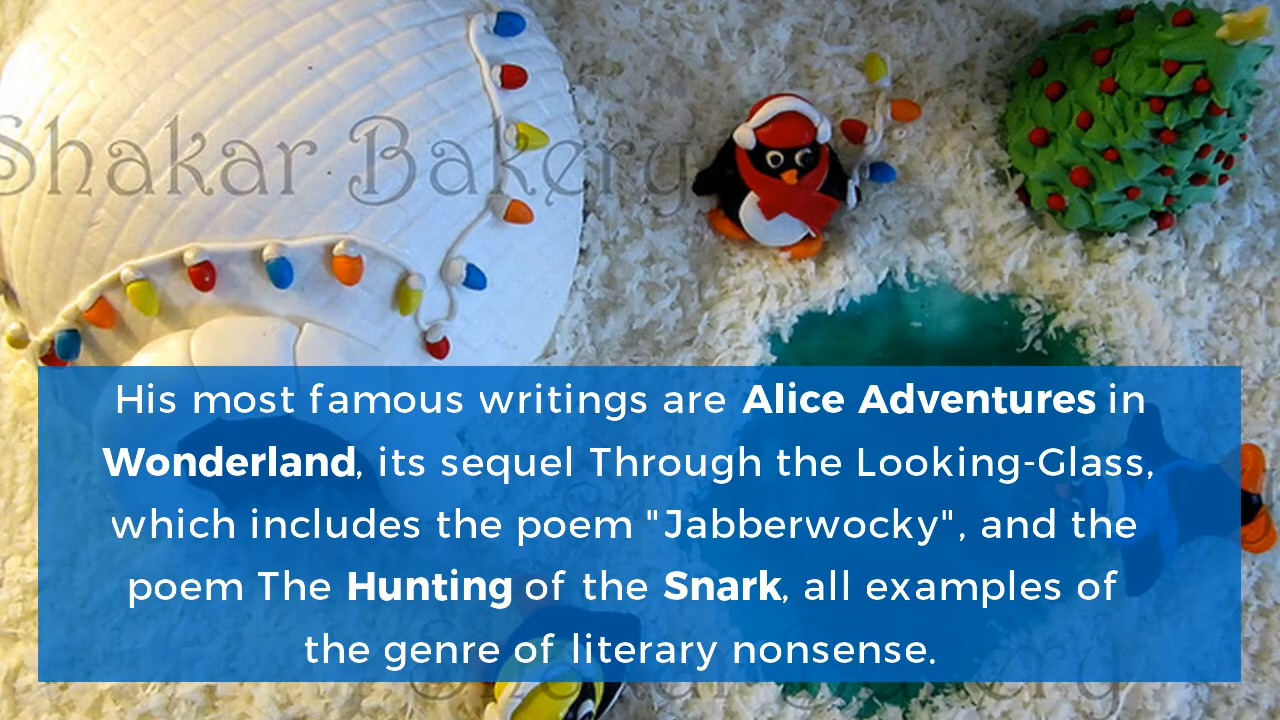 Shakar Bakery
His most famous writings are Alice Adventures in
Wonderland, its sequel Through the Looking-Glass,
which includes the poem "Jabberwocky", and the
poem The Hunting of the Snark, all examples of
the genre of literary nonsense.
Shakar Bakery